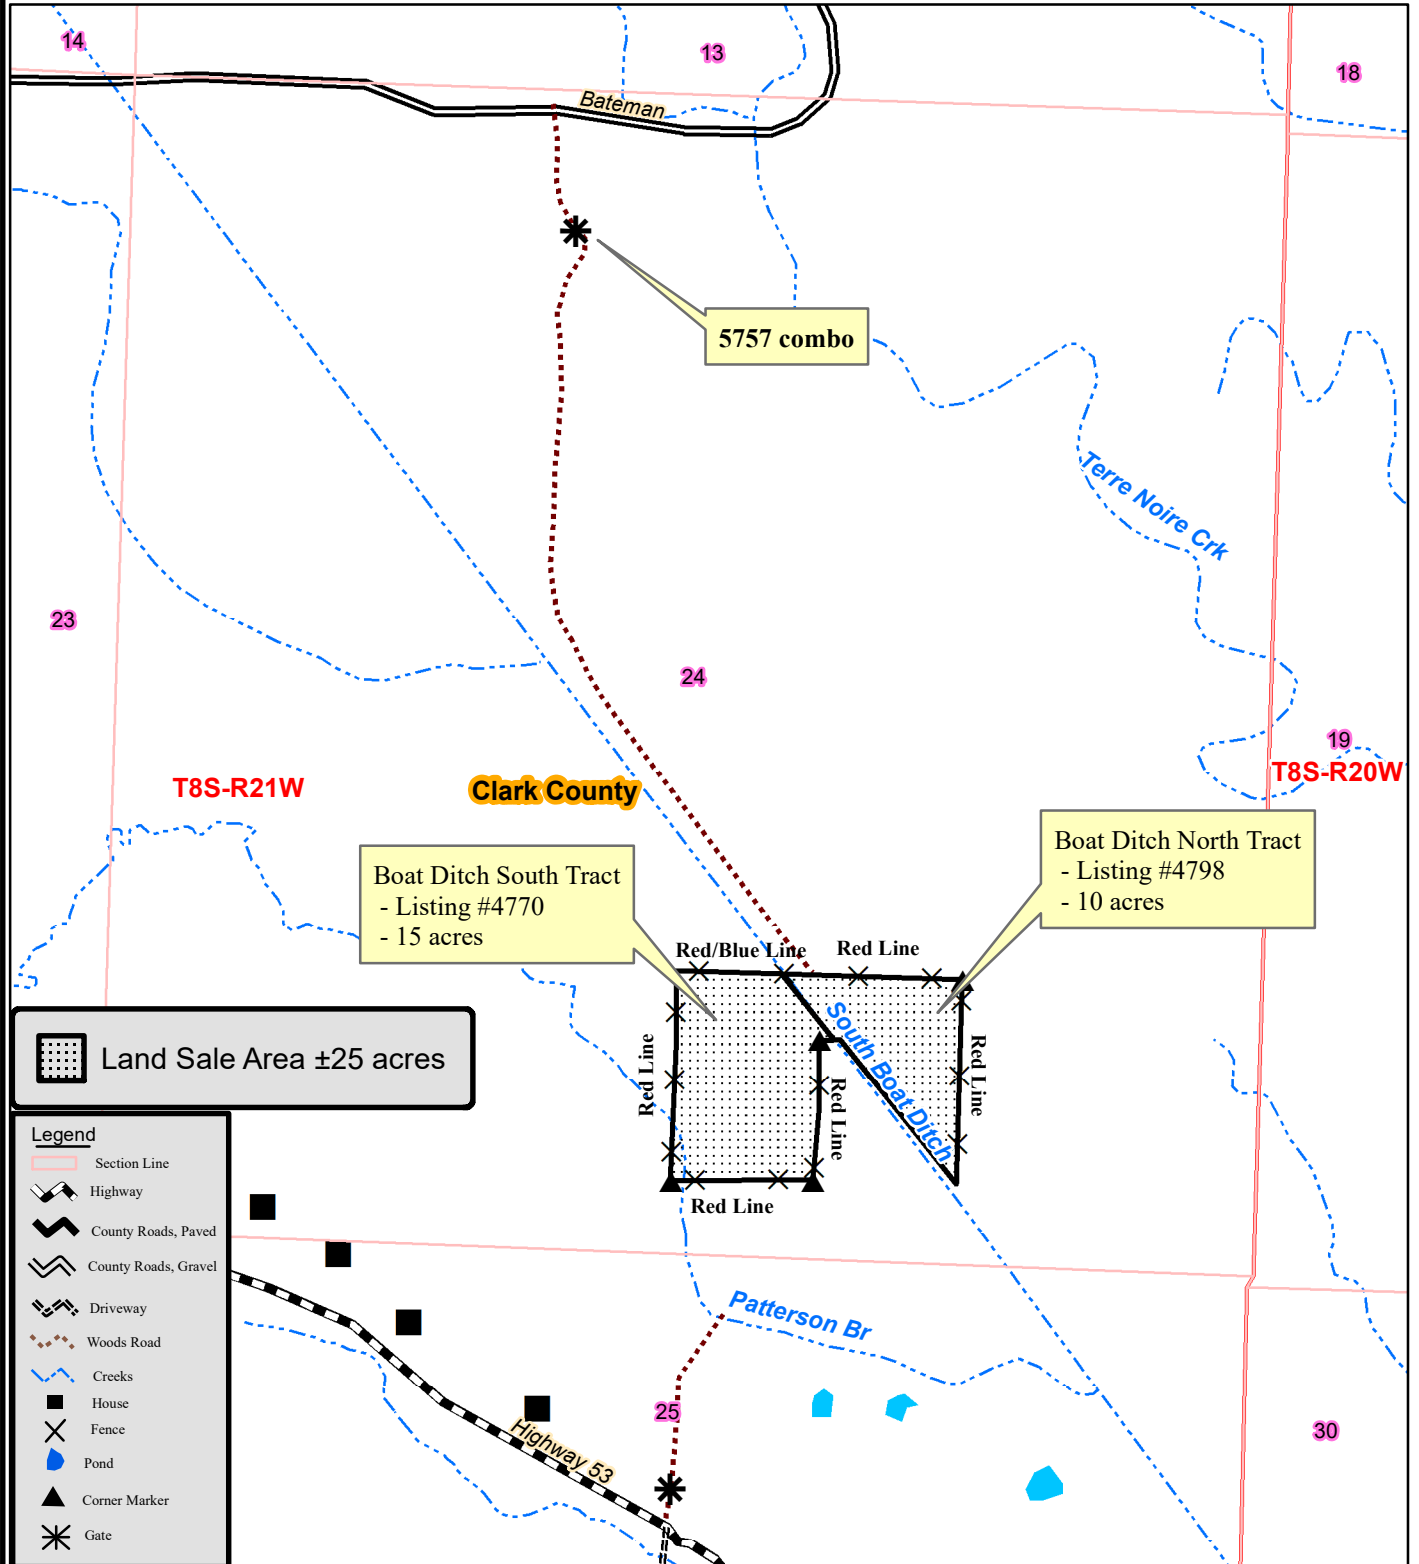 14
13
18
Bateman
5757 combo
Terre Noire Crk
23
24
19
T8S-R21W
Clark County
T8S-R20W
Boat Ditch North Tract
- Listing #4798
- 10 acres
Boat Ditch South Tract
- Listing #4770
- 15 acres
Red/Blue Line
Red Line
South Boat Ditch
Red Line
Red Line
Red Line
Red Line
Land Sale Area ±25 acres
Legend
Section Line
Highway
County Roads, Paved
County Roads, Gravel
Driveway
Woods Road
Creeks
House
Fence
Pond
Corner Marker
Gate
Patterson Br
25
Highway 53
30